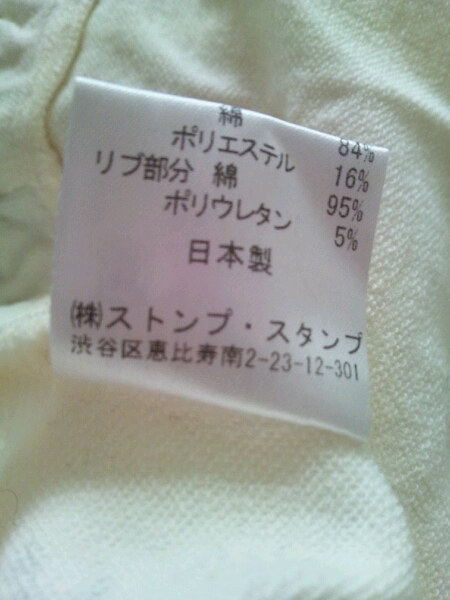 綿 84%
ポリエステル 16%
リブ部分 綿 95%
ポリウレタン 5%
日本製
㈱ストンプ・スタンプ
渋谷区恵比寿南2-23-12-301